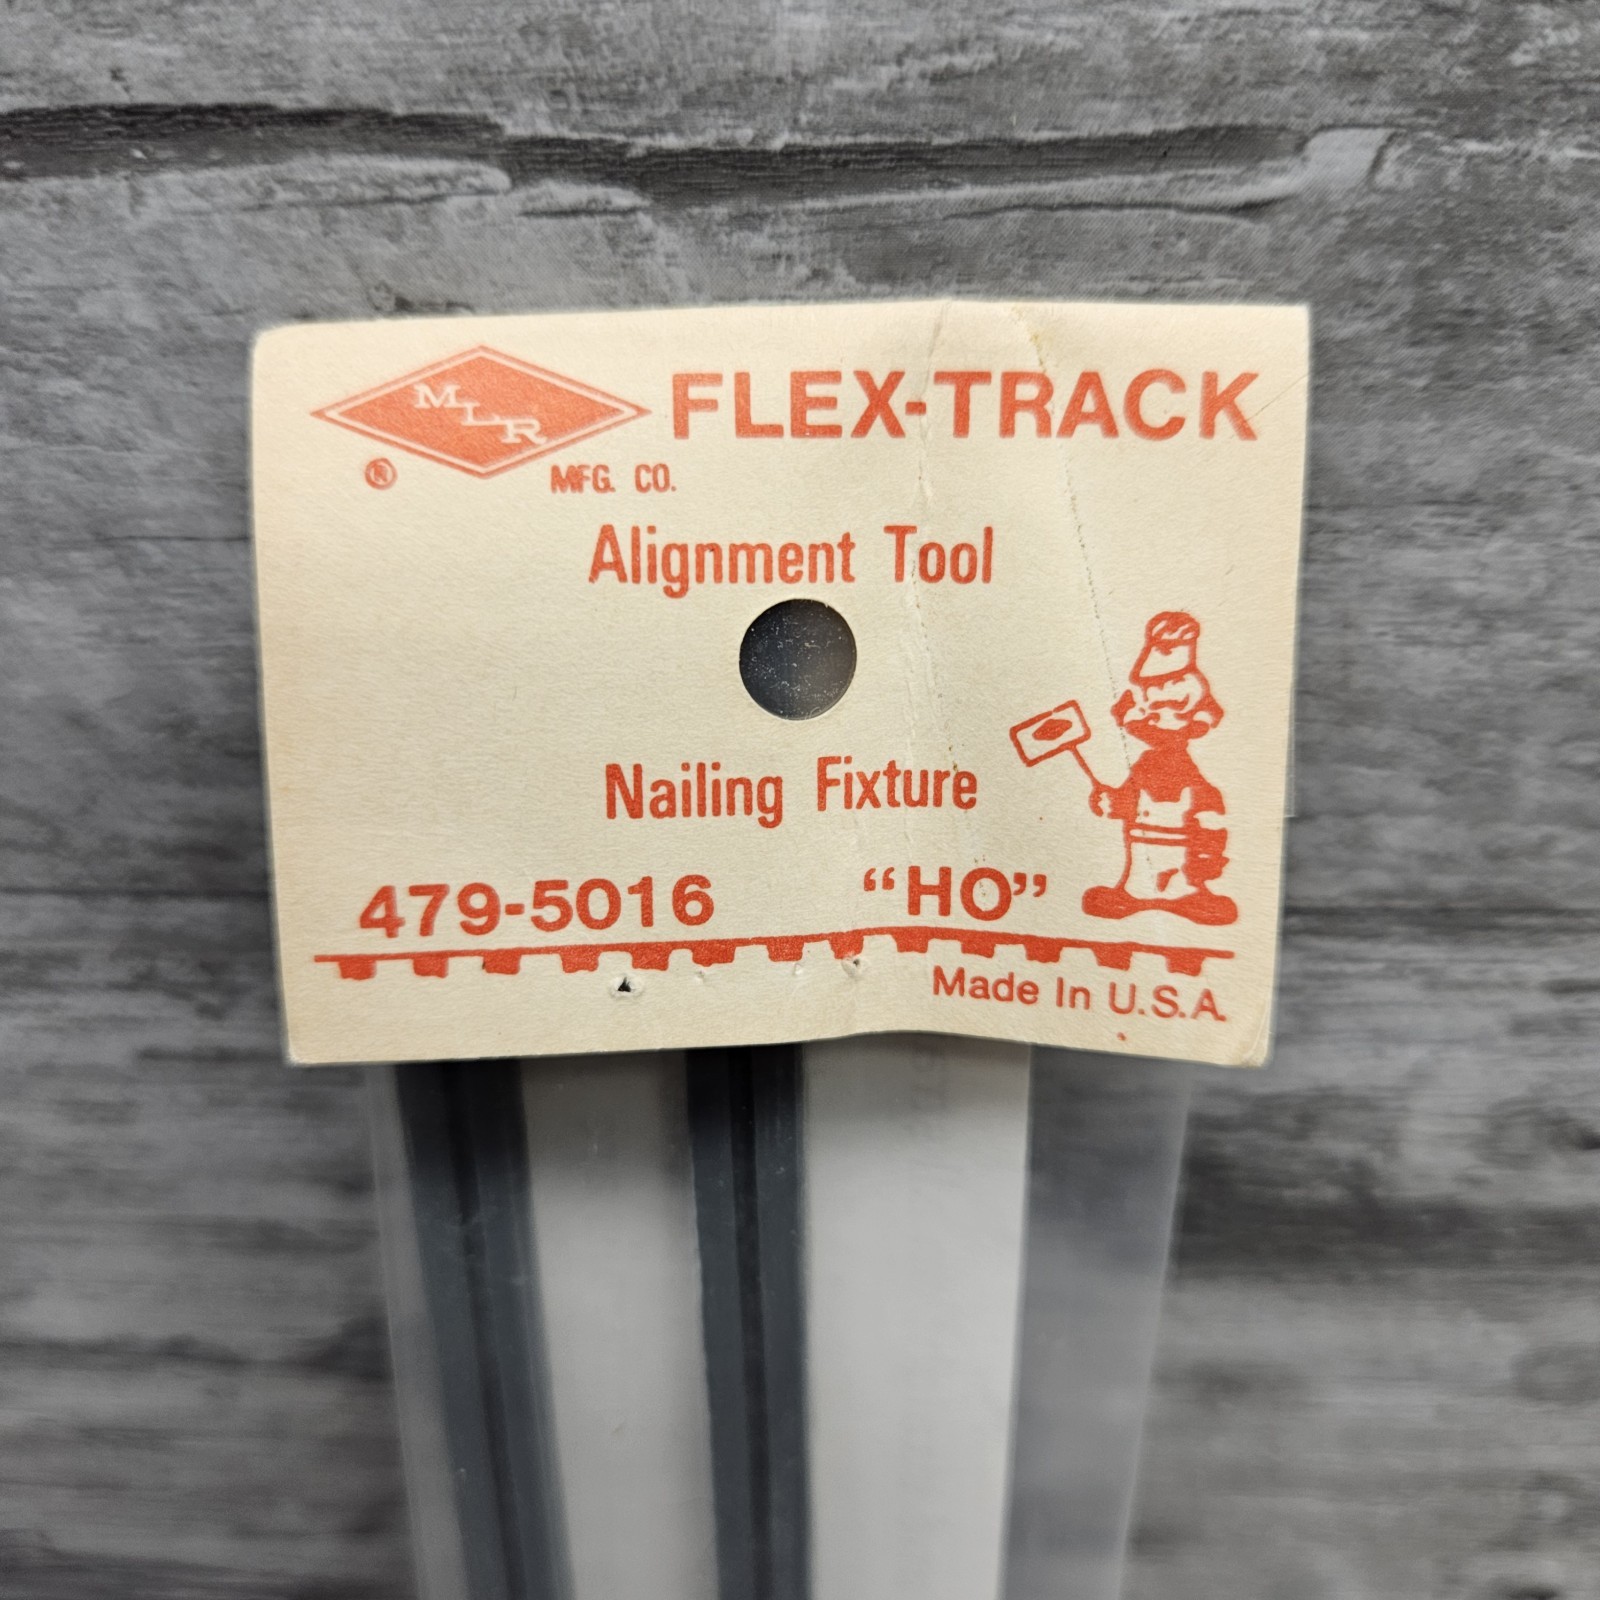 MLR
FLEX-TRACK
®
MFG. CO.
Alignment Tool
Nailing Fixture
479-5016 “HO”
Made In U.S.A.